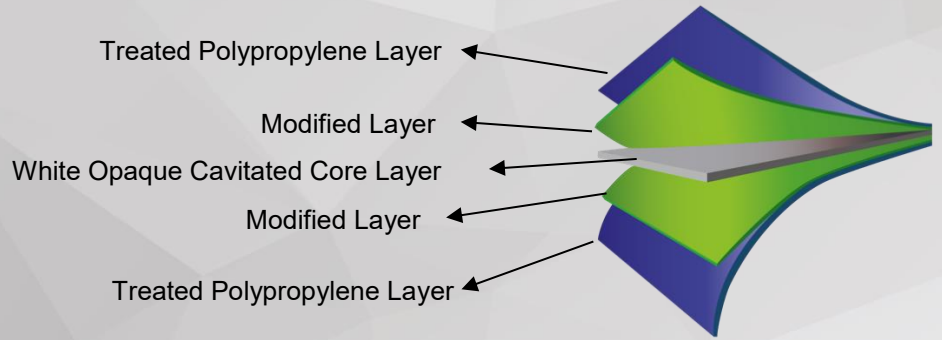 Treated Polypropylene Layer
Modified Layer
White Opaque Cavitated Core Layer
Modified Layer
Treated Polypropylene Layer